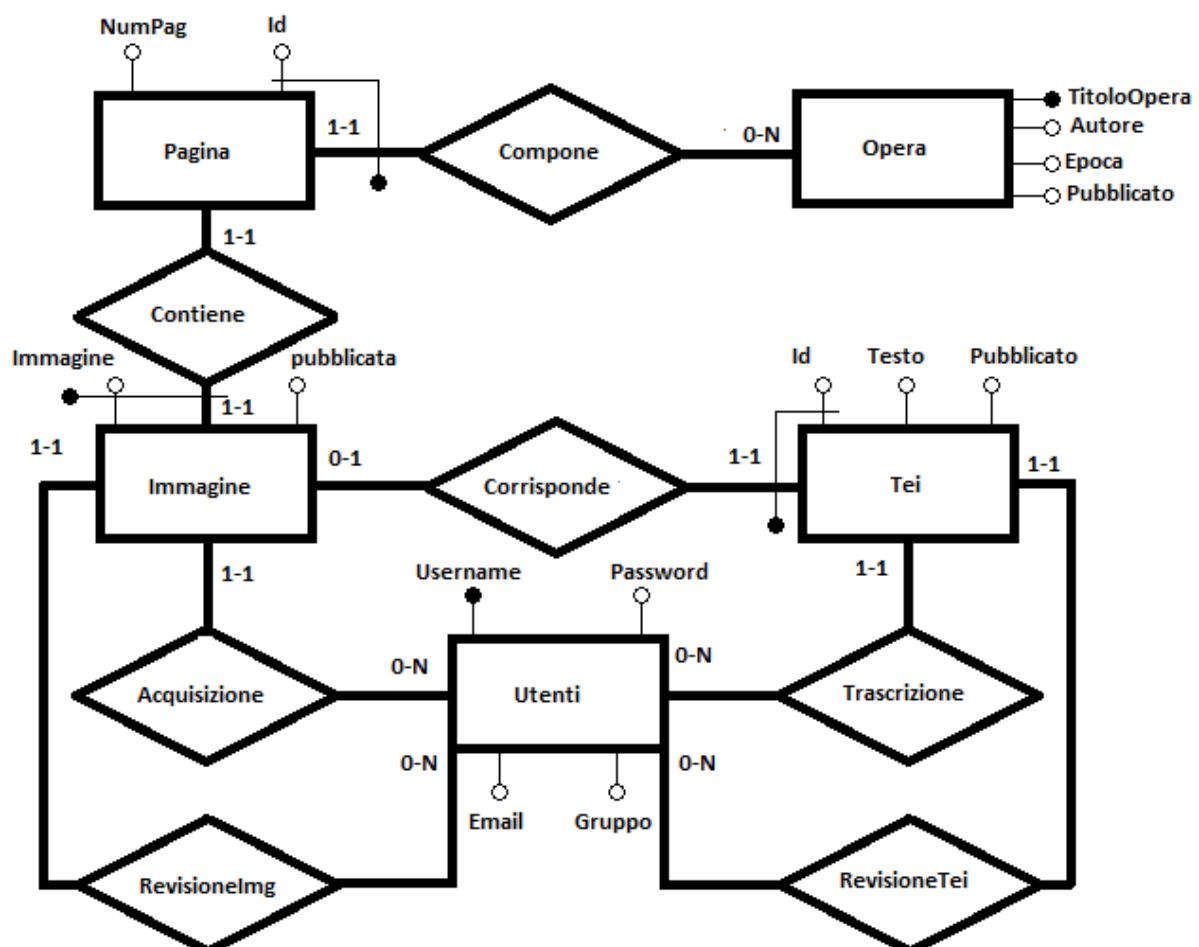 NumPag
Id
Pagina
1-1
Compone
0-N
Opera
TitoloOpera
Autore
Epoca
Pubblicato
1-1
Contiene
Immagine
pubblicata
1-1
Id
Testo
Pubblicato
1-1
Immagine
0-1
Corrisponde
1-1
Tei
1-1
1-1
Username
Password
1-1
Acquisizione
0-N
Utenti
0-N
Trascrizione
0-N
0-N
Email
Gruppo
RevisioneImg
RevisioneTei